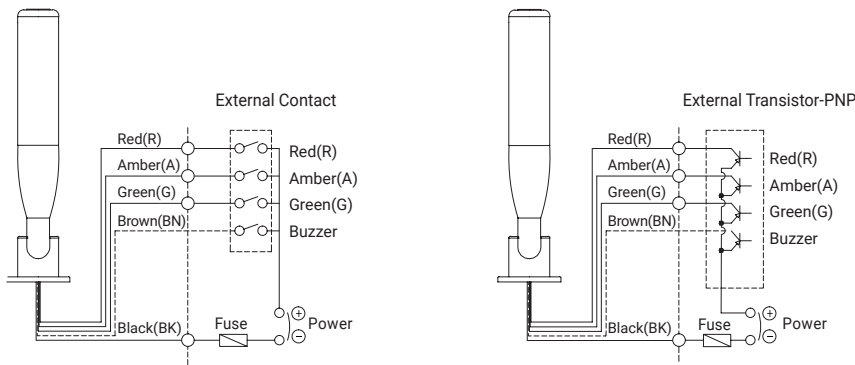 External Contact
Red(R)
Red(R)
Amber(A)
Amber(A)
Green(G)
Green(G)
Brown(BN)
Buzzer
+
Power
Black(BK)
Fuse
−
External Transistor-PNP
Red(R)
Red(R)
Amber(A)
Amber(A)
Green(G)
Green(G)
Brown(BN)
Buzzer
+
Power
Black(BK)
Fuse
−